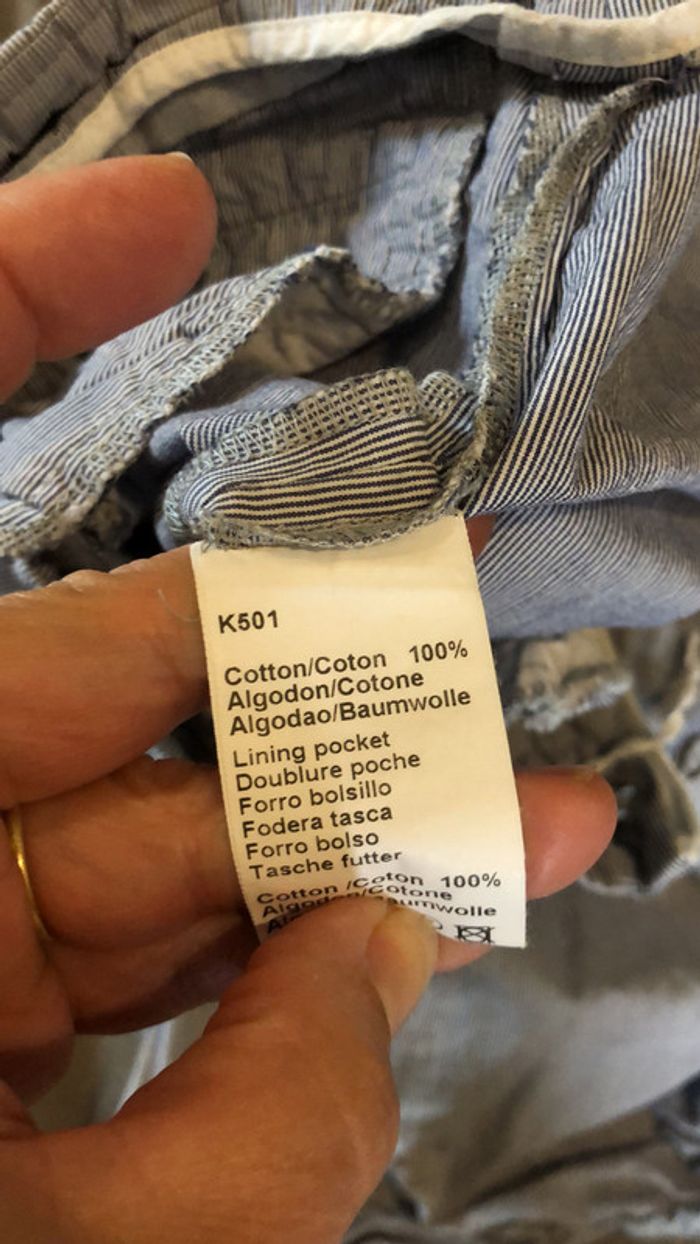 K501
Cotton/Coton 100%
Algodon/Cotone
Algodao/Baumwolle
Lining pocket
Doublure poche
Forro bolsillo
Fodera tasca
Forro bolso
Tasche futter
Cotton /Coton 100%